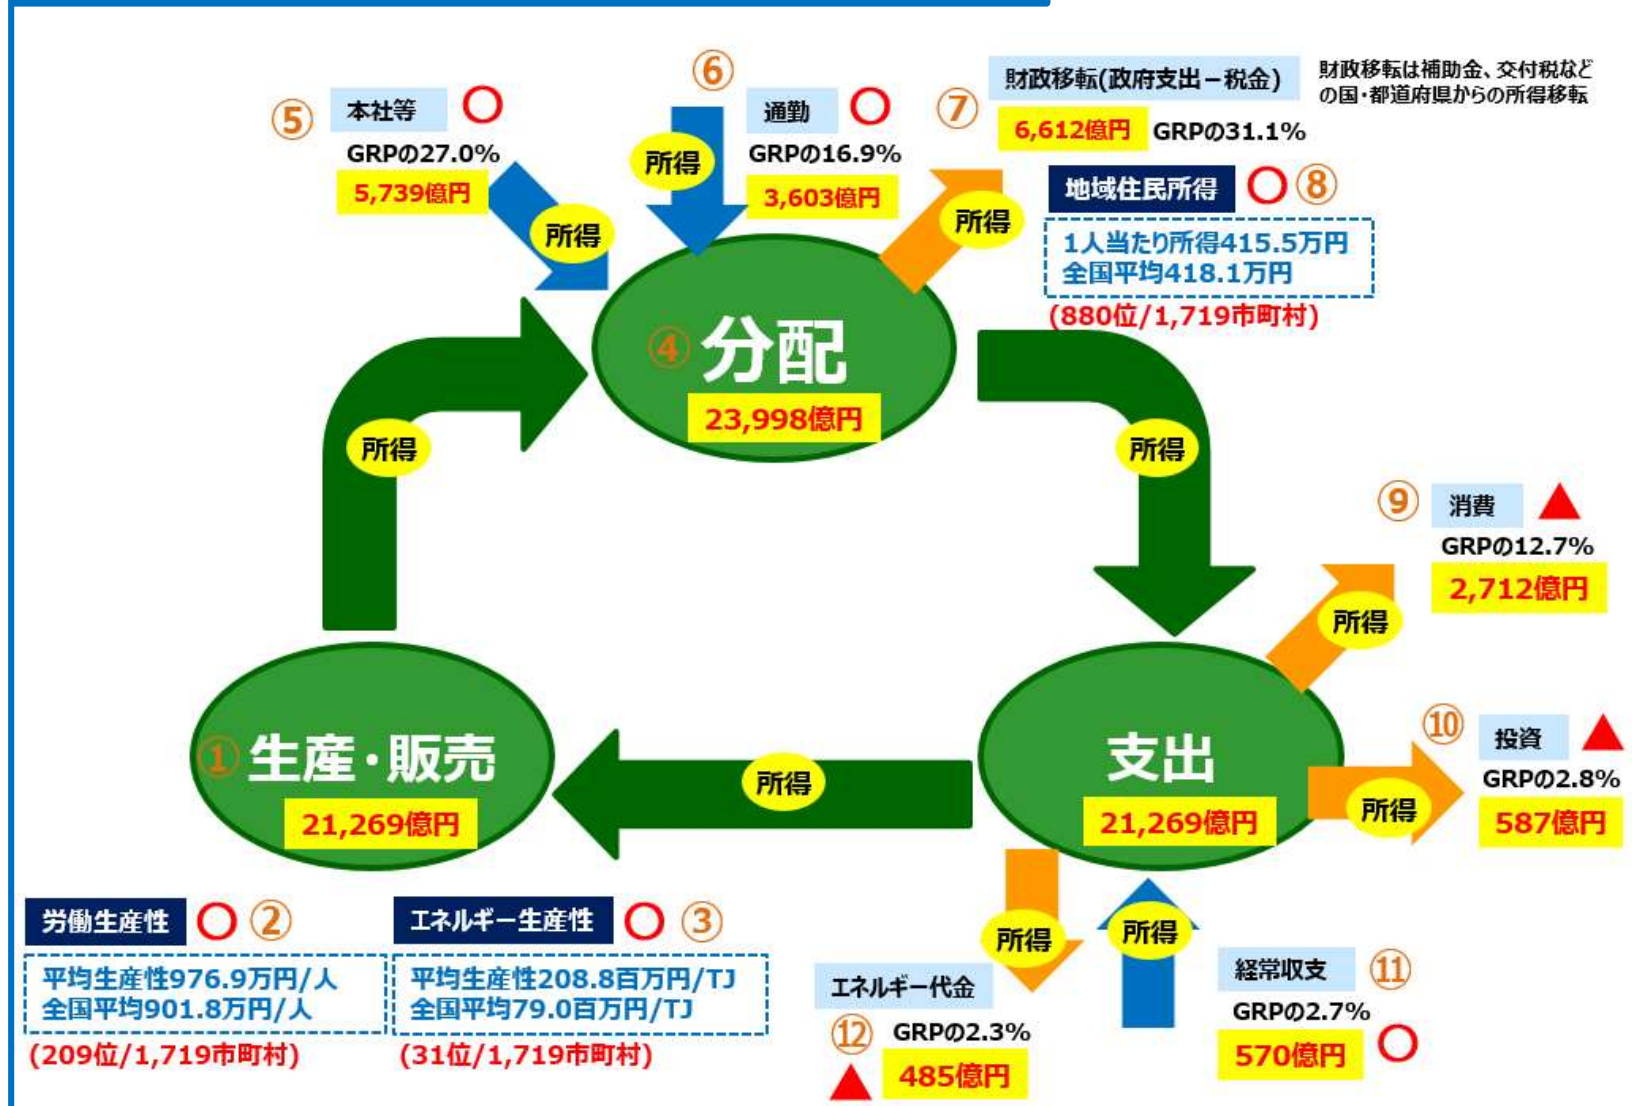 ⑤ 本社等 ○
GRPの27.0%
5,739億円
所得
⑥
通勤 ○
GRPの16.9%
3,603億円
所得
⑦ 財政移転(政府支出－税金)
6,612億円 GRPの31.1%
財政移転は補助金、交付税など
の国・都道府県からの所得移転
所得
地域住民所得 ○ ⑧
1人当たり所得415.5万円
全国平均418.1万円
(880位/1,719市町村)
④ 分配
23,998億円
所得
所得
⑨ 消費 ▲
GRPの12.7%
2,712億円
所得
① 生産・販売
21,269億円
所得
支出
21,269億円
⑩ 投資 ▲
GRPの2.8%
587億円
所得
労働生産性 ○ ②
平均生産性976.9万円/人
全国平均901.8万円/人
(209位/1,719市町村)
エネルギー生産性 ○ ③
平均生産性208.8百万円/TJ
全国平均79.0百万円/TJ
(31位/1,719市町村)
所得
エネルギー代金
⑫ GRPの2.3%
▲ 485億円
所得
経常収支 ⑪
GRPの2.7%
570億円 ○